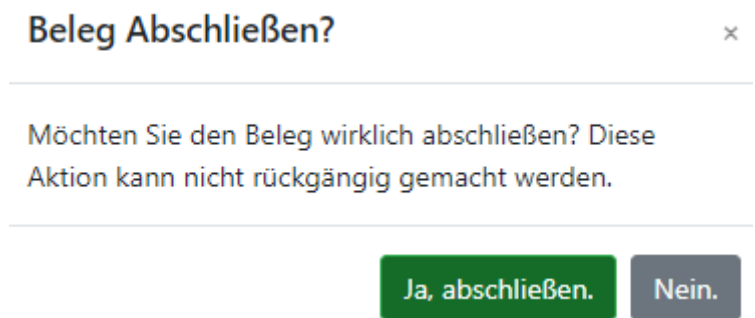 Beleg Abschließen?
×
Möchten Sie den Beleg wirklich abschließen? Diese
Aktion kann nicht rückgängig gemacht werden.
Ja, abschließen. Nein.